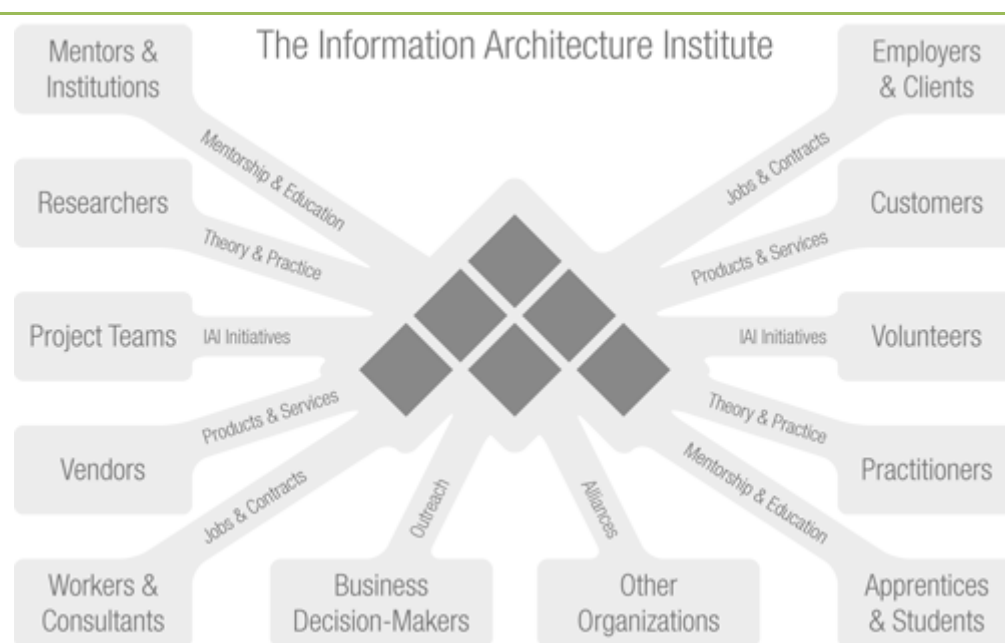 The Information Architecture Institute
Mentors &
Institutions
Employers
& Clients
Mentorship & Education
Jobs & Contracts
Researchers
Customers
Theory & Practice
Products & Services
Project Teams
IAI Initiatives
IAI Initiatives
Volunteers
Products & Services
Theory & Practice
Vendors
Practitioners
Jobs & Contracts
Outreach
Alliances
Mentorship & Education
Workers &
Consultants
Business
Decision-Makers
Other
Organizations
Apprentices
& Students